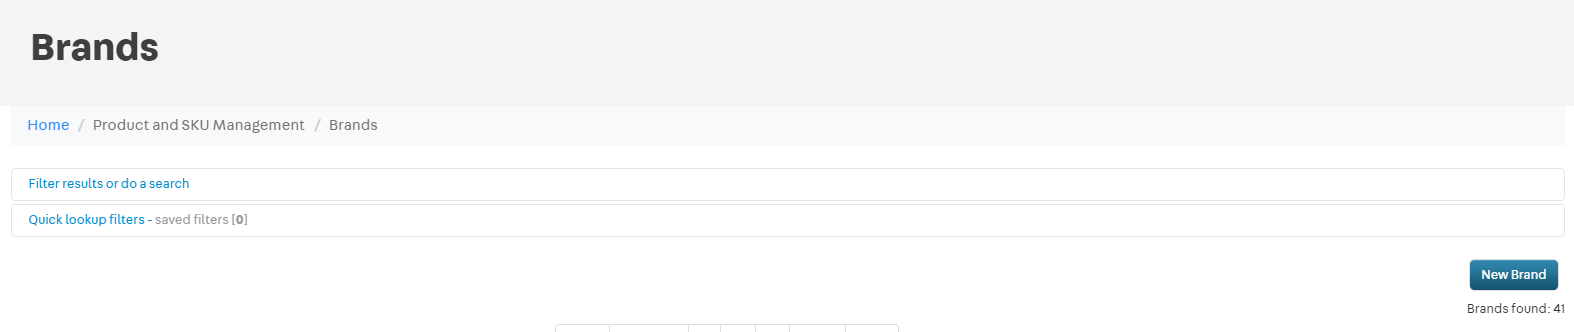 Brands
Home / Product and SKU Management / Brands
Filter results or do a search
Quick lookup filters - saved filters [0]
New Brand
Brands found: 41